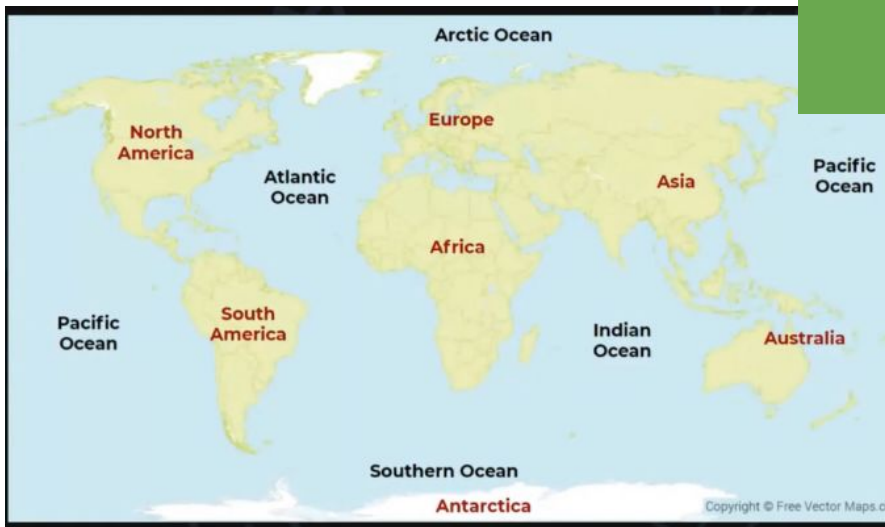 Arctic Ocean
North
America
Europe
Atlantic
Ocean
Asia
Pacific
Ocean
Africa
Pacific
Ocean
South
America
Indian
Ocean
Australia
Southern Ocean
Antarctica
Copyright © Free Vector Maps.c